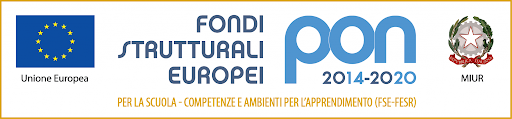 FONDI
STRUTTURALI
EUROPEI
pon
2014-2020
Unione Europea
MIUR
PER LA SCUOLA - COMPETENZE E AMBIENTI PER L'APPRENDIMENTO (FSE-FESR)